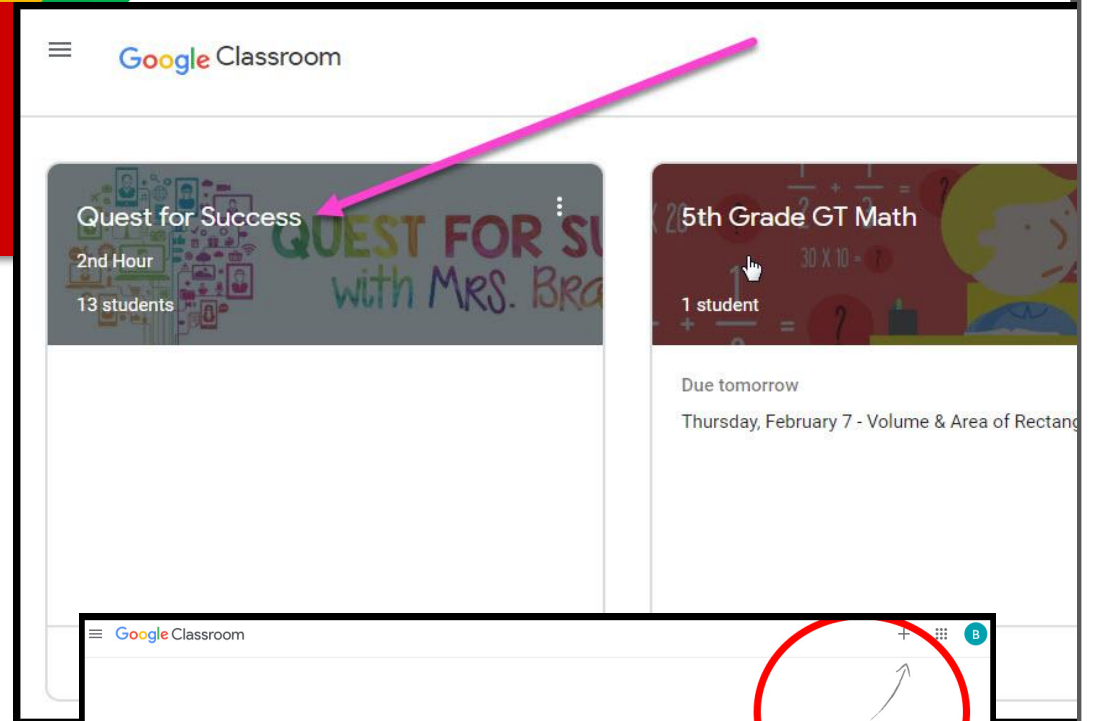 Google Classroom
Quest for Success
2nd Hour
13 students
QUEST FOR SU
with MRS. BRA
5th Grade GT Math
30 X 10 = ?
1 student
Due tomorrow
Thursday, February 7 - Volume & Area of Rectang
Google Classroom
B